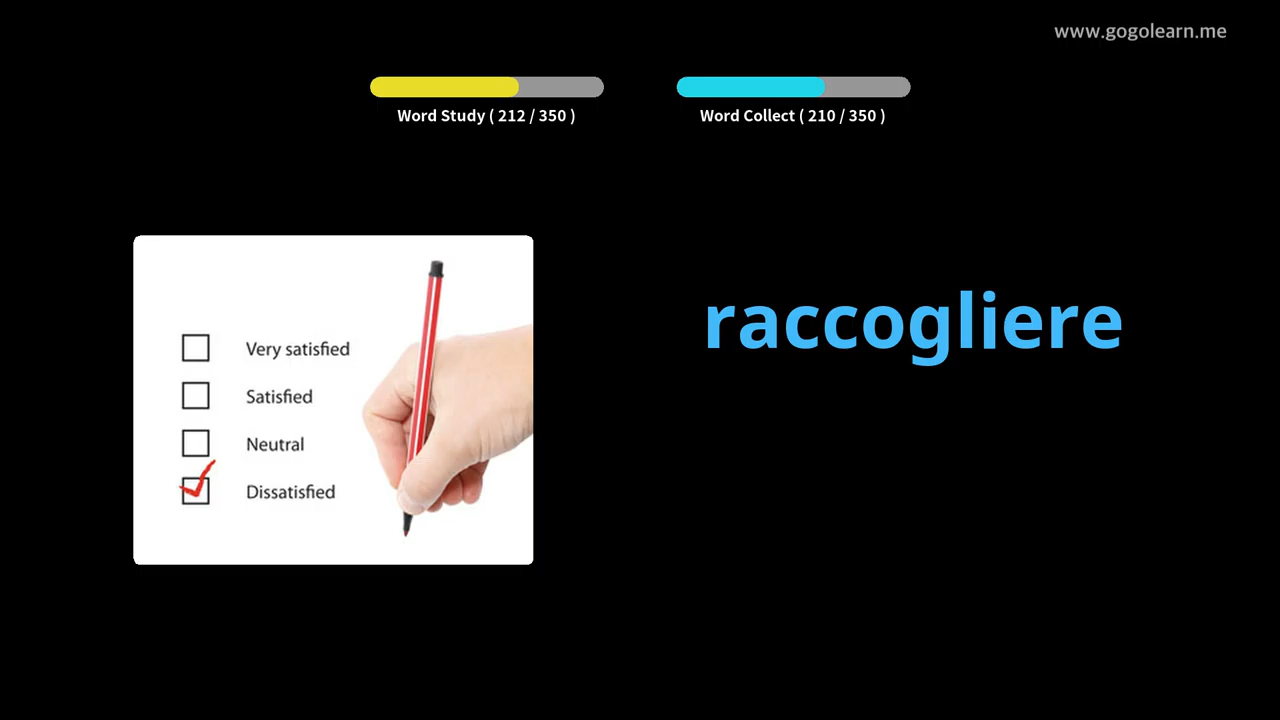 www.gogolearn.me
Word Study ( 212 / 350 )
Word Collect ( 210 / 350 )
raccogliere
Very satisfied
Satisfied
Neutral
Dissatisfied